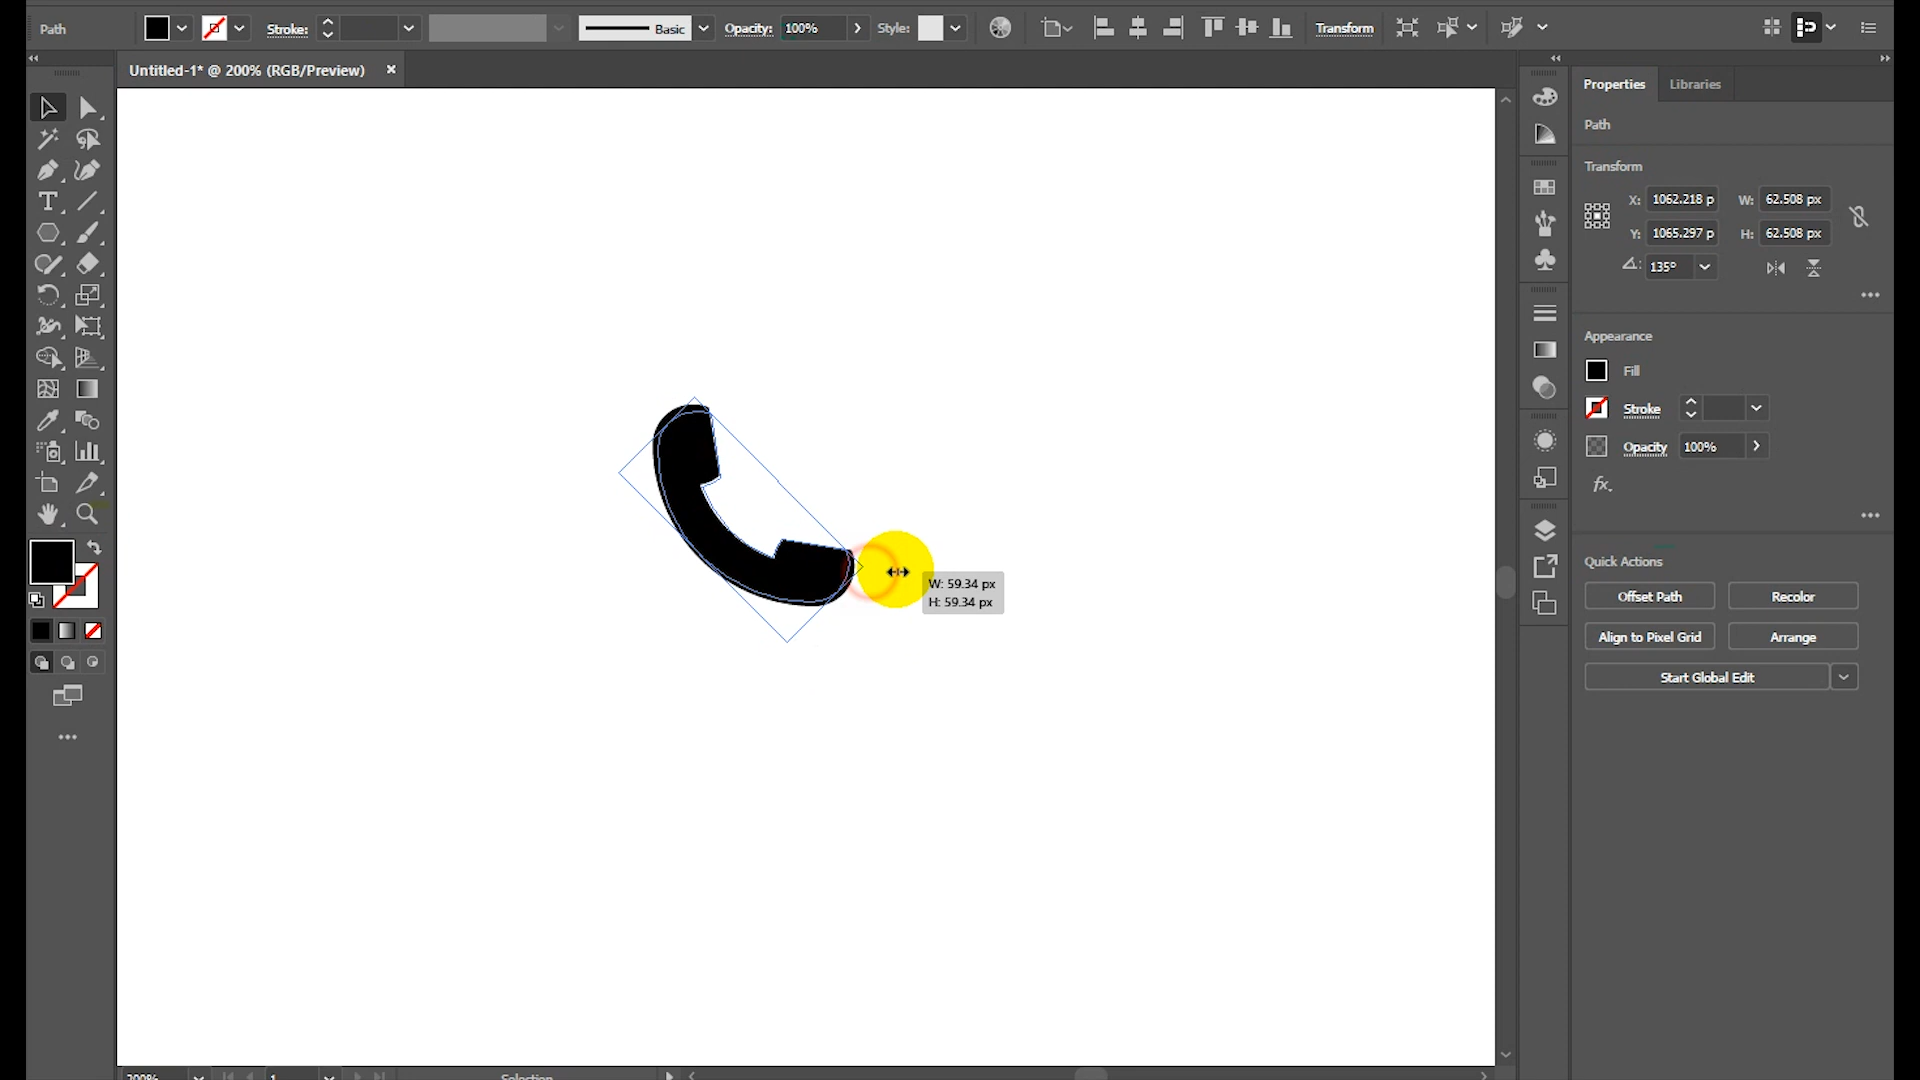 Path
Stroke:
Basic
Opacity:
100%
Style:
Transform
Untitled-1* @ 200% (RGB/Preview)
×
Properties
Libraries
Path
Transform
X:
1062.218 p
W:
62.508 px
Y:
1065.297 p
H:
62.508 px
135°
Appearance
Fill
Stroke
Opacity
100%
fx.
W: 59.34 px
H: 59.34 px
Quick Actions
Offset Path
Recolor
Align to Pixel Grid
Arrange
Start Global Edit
200%
1
Selection